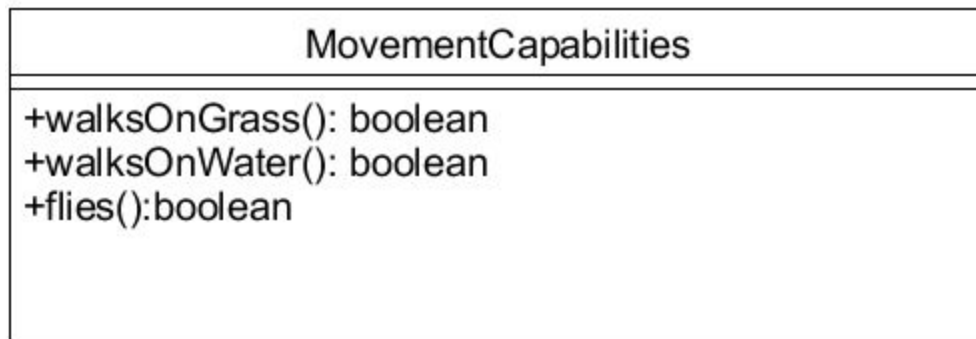 MovementCapabilities
+walksOnGrass(): boolean
+walksOnWater(): boolean
+flies():boolean